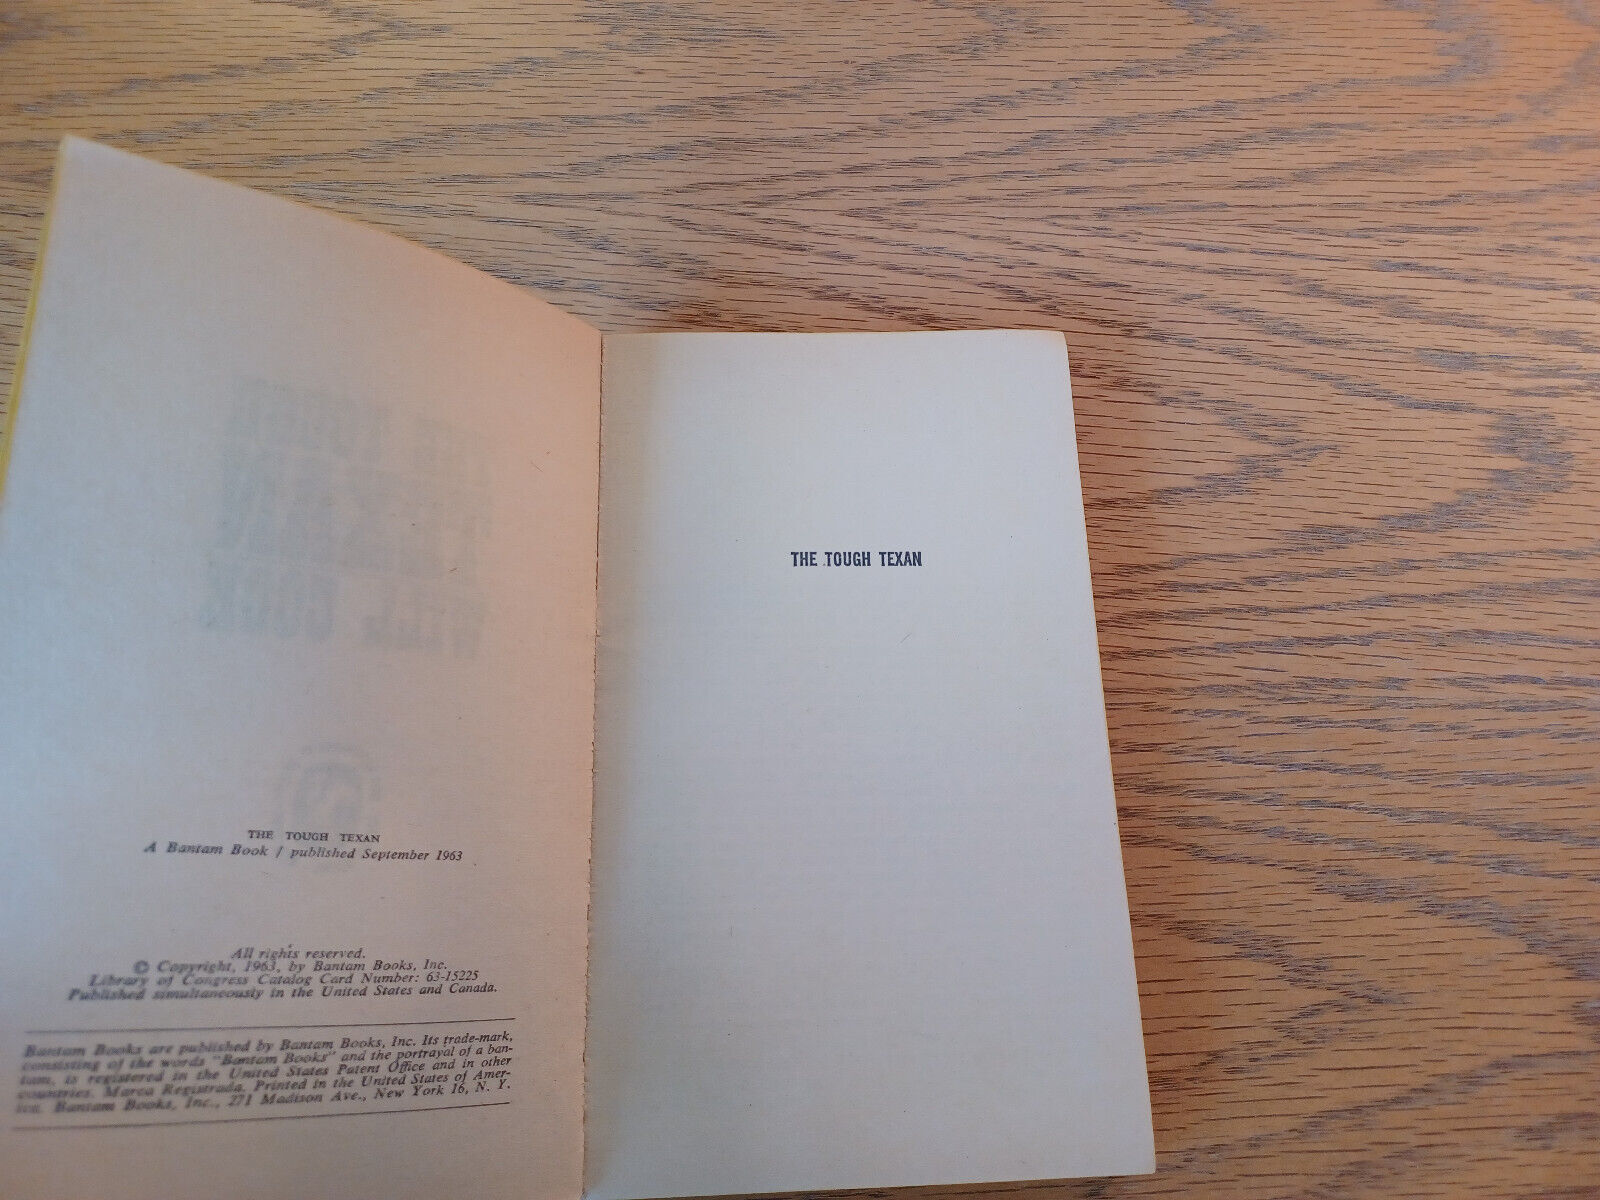 THE TOUGH TEXAN
A Bantam Book / published September 1963
All rights reserved.
© Copyright, 1963, by Bantam Books, Inc.
Library of Congress Catalog Card Number: 63-15225
Published simultaneously in the United States and Canada.
Bantam Books are published by Bantam Books, Inc. Its trade-mark,
consisting of the words "Bantam Books" and the portrayal of a ban-
tam, is registered in the United States Patent Office and in other
countries. Marca Registrada. Printed in the United States of Amer-
ica. Bantam Books, Inc., 271 Madison Ave., New York 16, N. Y.
THE TOUGH TEXAN